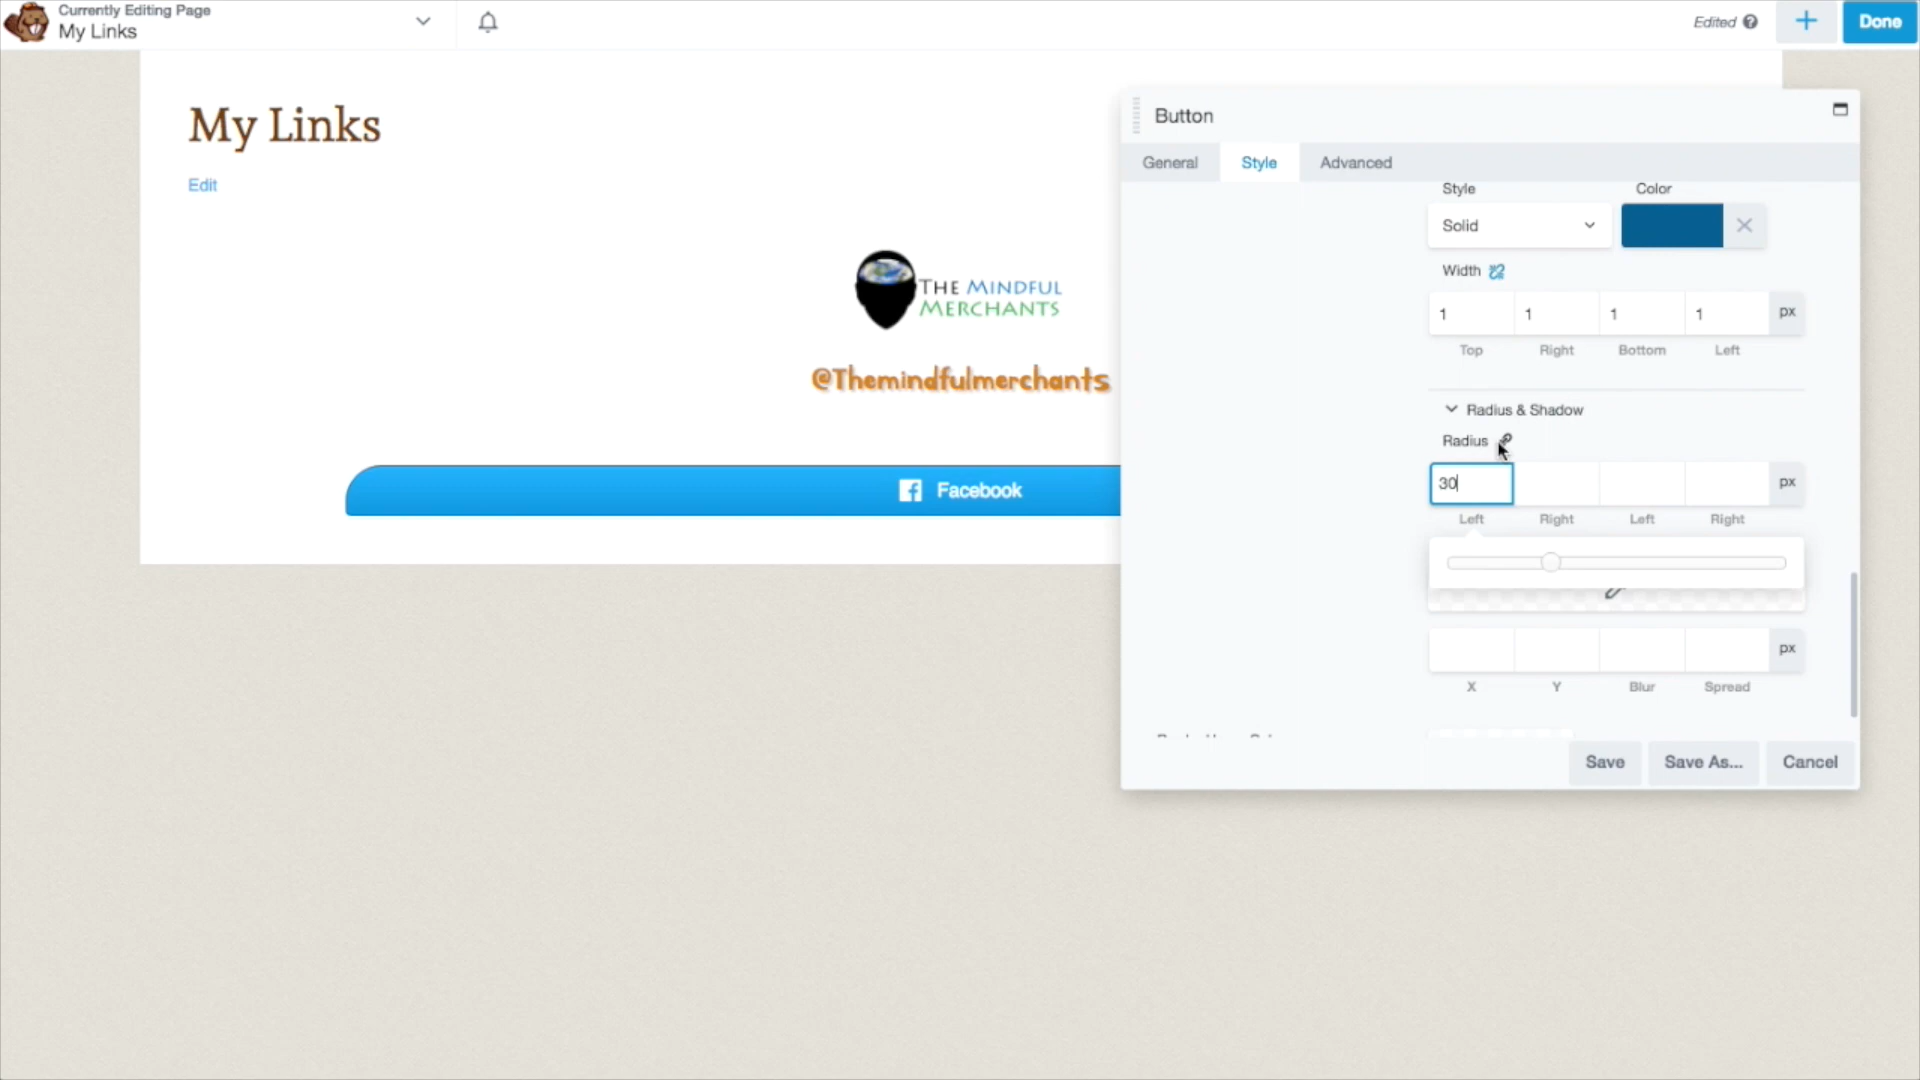 Currently Editing Page
My Links
Edited
Done
My Links
Edit
THE MINDFUL
MERCHANTS
@Themindfulmerchants
Facebook
Button
General
Style
Advanced
Style
Color
Solid
Width
1
1
1
1
px
Top
Right
Bottom
Left
Radius & Shadow
Radius
30
px
Left
Right
Left
Right
px
X
Y
Blur
Spread
Save
Save As...
Cancel